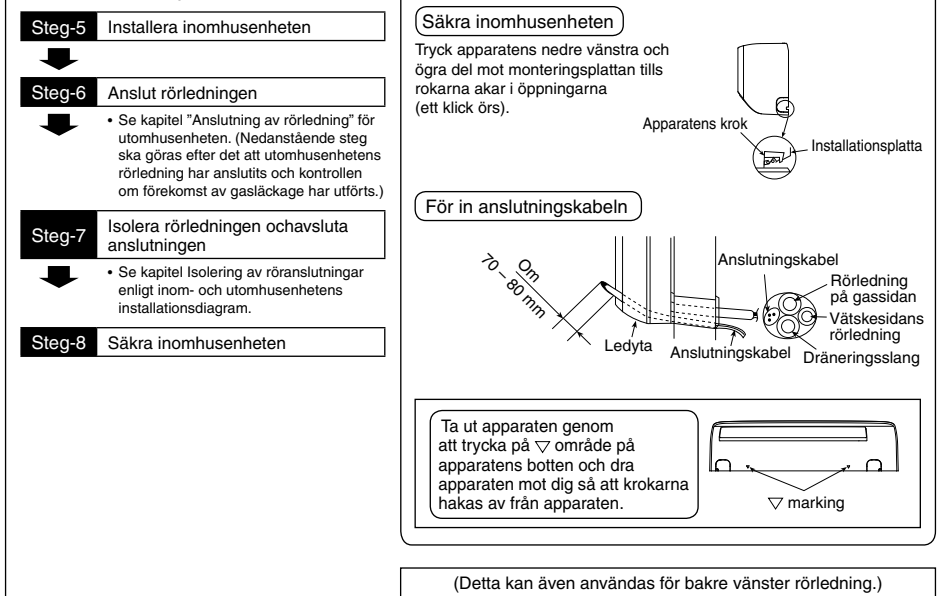 Steg-5 Installera inomhusenheten
Steg-6 Anslut rörledningen
• Se kapitel ”Anslutning av rörledning” för
utomhusenheten. (Nedanstående steg
ska göras efter det att utomhusenhetens
rörledning har anslutits och kontrollen
om förekomst av gasläckage har utförts.)
Steg-7 Isolera rörledningen ochavsluta
anslutningen
• Se kapitel Isolering av röranslutningar
enligt inom- och utomhusenhetens
installationsdiagram.
Steg-8 Säkra inomhusenheten
Säkra inomhusenheten
Tryck apparatens nedre vänstra och
ögra del mot monteringsplattan tills
rokarna akar i öppningarna
(ett klick örs).
Apparatens krok
Installationsplatta
För in anslutningskabeln
Om
70 – 80 mm
Ledyta
Anslutningskabel
Anslutningskabel
Rörledning
på gassidan
Vätskesidans
rörledning
Dräneringsslang
Ta ut apparaten genom
att trycka på ▽ område på
apparatens botten och dra
apparaten mot dig så att krokarna
hakas av från apparaten.
▽ marking
(Detta kan även användas för bakre vänster rörledning.)